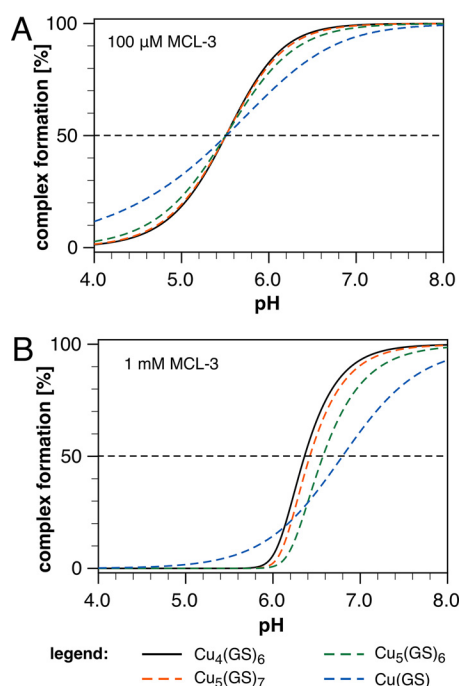 A
100 µM MCL-3
complex formation [%]
100
50
0
4.0 5.0 6.0 7.0 8.0
pH
B
1 mM MCL-3
complex formation [%]
100
50
0
4.0 5.0 6.0 7.0 8.0
pH
legend: Cu₄(GS)₆ Cu₅(GS)₆
Cu₅(GS)₇ Cu(GS)